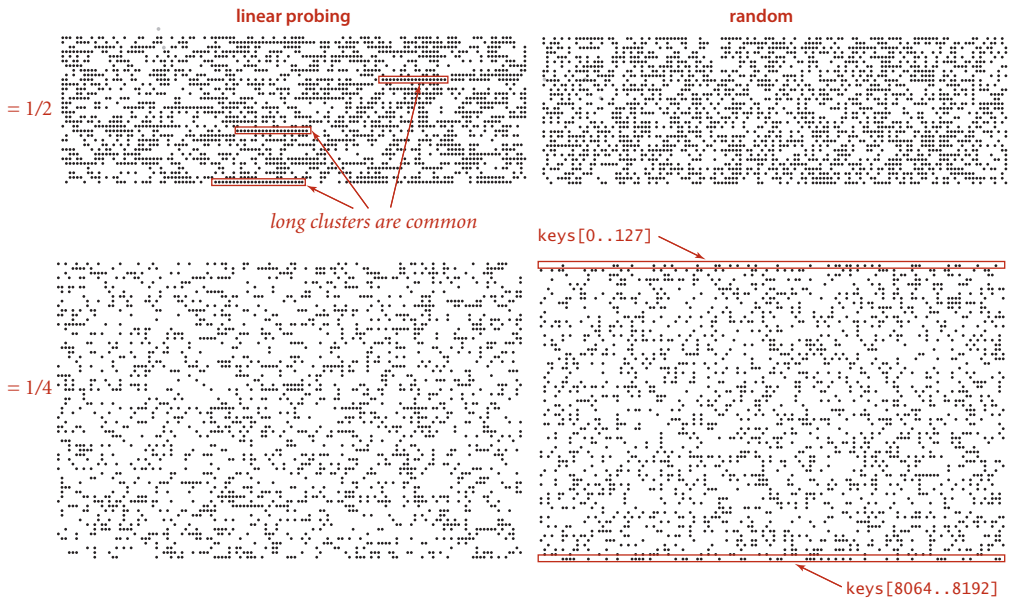 linear probing
random
= 1/2
long clusters are common
keys[0..127]
= 1/4
keys[8064..8192]